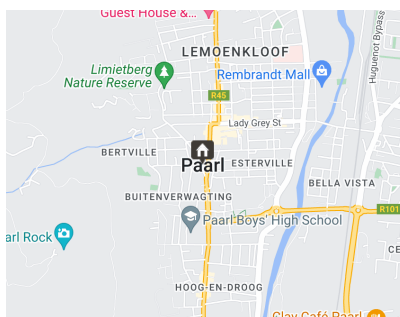 Guest House &...
LEMOENKLOOF
Limietberg
Nature Reserve
Rembrandt Mall
Huguenot Bypass
R45
Lady Grey St
BERTVILLE
Paarl
ESTERVILLE
BELLA VISTA
BUITENVERWAGTING
R101
Paarl Boys' High School
arl Rock
CE
HOOG-EN-DROOG
Clay Café Paarl